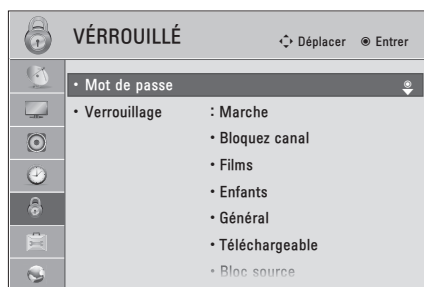 VÉRROUILLÉ Déplacer Entrer
• Mot de passe
• Verrouillage : Marche
• Bloquez canal
• Films
• Enfants
• Général
• Téléchargeable
• Bloc source